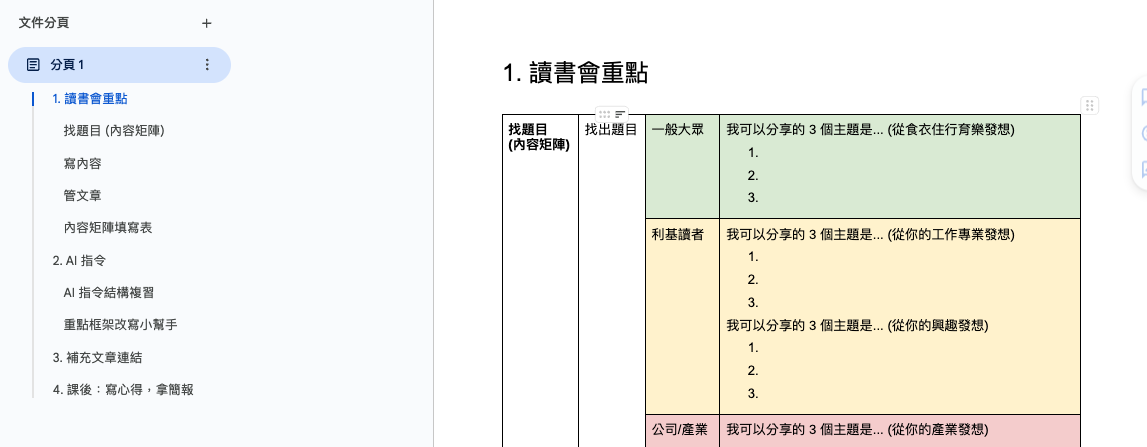 文件分頁
分頁 1
1. 讀書會重點
找題目 (內容矩陣)
寫內容
管文章
內容矩陣填寫表
2. AI 指令
AI 指令結構複習
重點框架改寫小幫手
3. 補充文章連結
4. 課後：寫心得，拿簡報
1. 讀書會重點
找題目
(內容矩陣)
找出題目
一般大眾
我可以分享的 3 個主題是... (從食衣住行育樂發想)
1.
2.
3.
利基讀者
我可以分享的 3 個主題是... (從你的工作專業發想)
1.
2.
3.
我可以分享的 3 個主題是... (從你的興趣發想)
1.
2.
3.
公司/產業
我可以分享的 3 個主題是... (從你的產業發想)